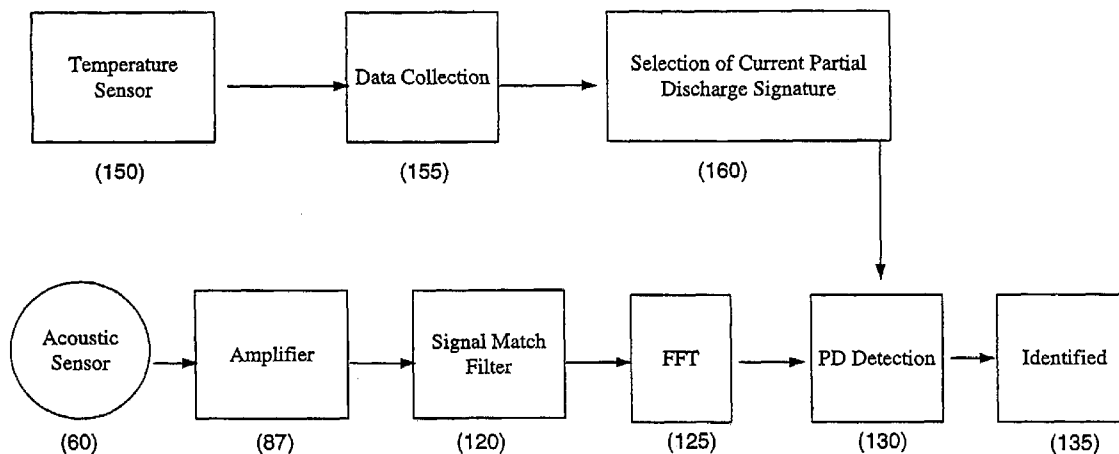 Temperature
Sensor
Data Collection
Selection of Current Partial
Discharge Signature
(150)
(155)
(160)
Acoustic
Sensor
Amplifier
Signal Match
Filter
FFT
PD Detection
Identified
(60)
(87)
(120)
(125)
(130)
(135)